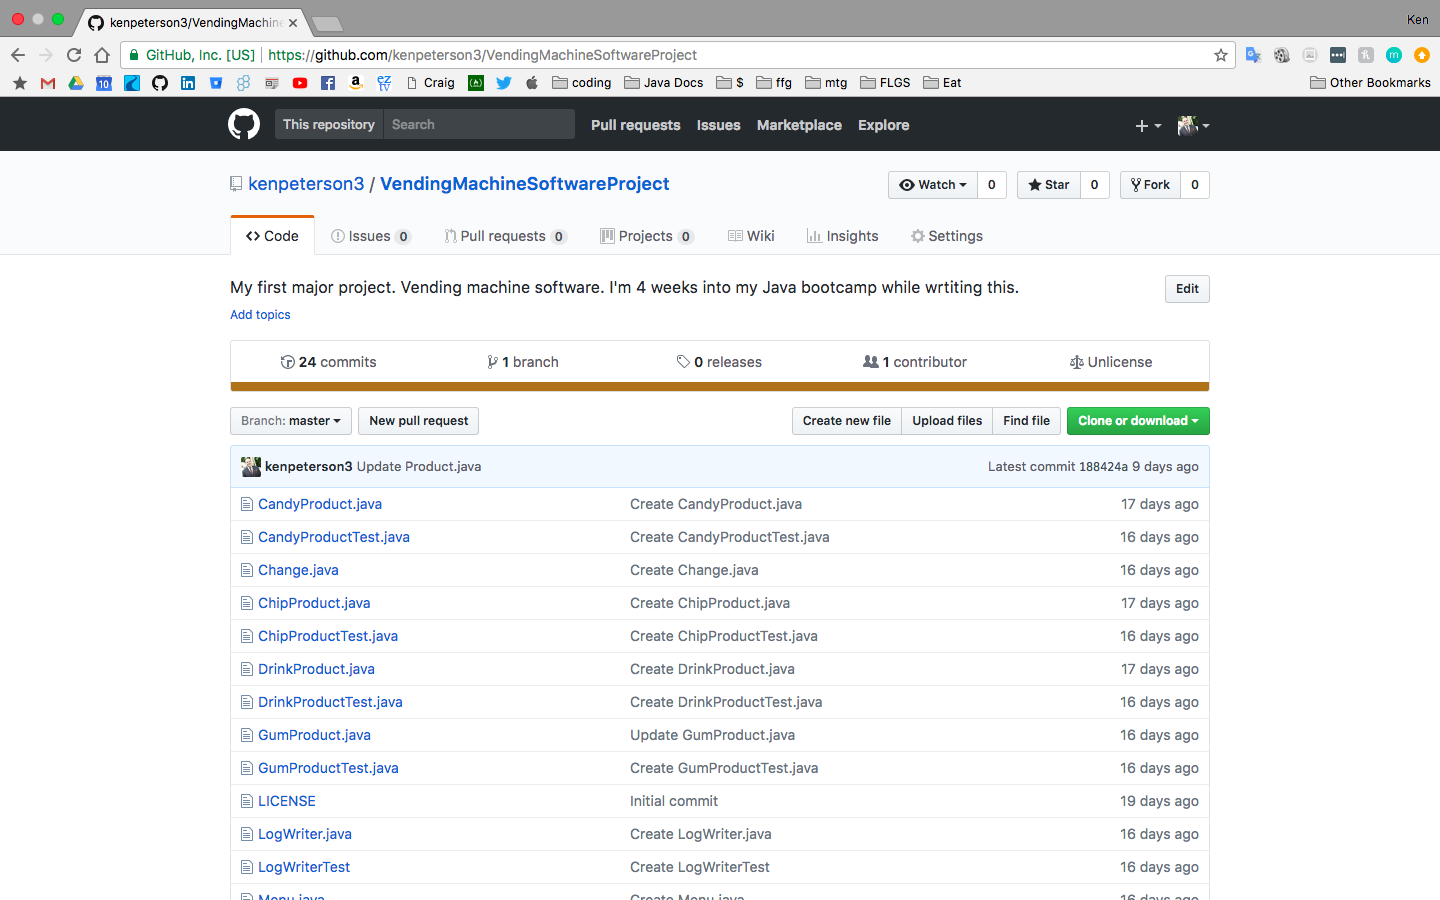 kenpeterson3/VendingMachine
Ken
GitHub, Inc. [US] https://github.com/kenpeterson3/VendingMachineSoftwareProject
10 Craig coding Java Docs $ ffg mtg FLGS Eat Other Bookmarks
This repository Search Pull requests Issues Marketplace Explore
kenpeterson3 / VendingMachineSoftwareProject
Watch 0 Star 0 Fork 0
Code Issues 0 Pull requests 0 Projects 0 Wiki Insights Settings
My first major project. Vending machine software. I'm 4 weeks into my Java bootcamp while wrtiting this.
Edit
Add topics
24 commits 1 branch 0 releases 1 contributor Unlicense
Branch: master New pull request Create new file Upload files Find file Clone or download
kenpeterson3 Update Product.java Latest commit 188424a 9 days ago
CandyProduct.java Create CandyProduct.java 17 days ago
CandyProductTest.java Create CandyProductTest.java 16 days ago
Change.java Create Change.java 16 days ago
ChipProduct.java Create ChipProduct.java 17 days ago
ChipProductTest.java Create ChipProductTest.java 16 days ago
DrinkProduct.java Create DrinkProduct.java 17 days ago
DrinkProductTest.java Create DrinkProductTest.java 16 days ago
GumProduct.java Update GumProduct.java 16 days ago
GumProductTest.java Create GumProductTest.java 16 days ago
LICENSE Initial commit 19 days ago
LogWriter.java Create LogWriter.java 16 days ago
LogWriterTest Create LogWriterTest 16 days ago
Menu.java Create Menu.java 16 days ago